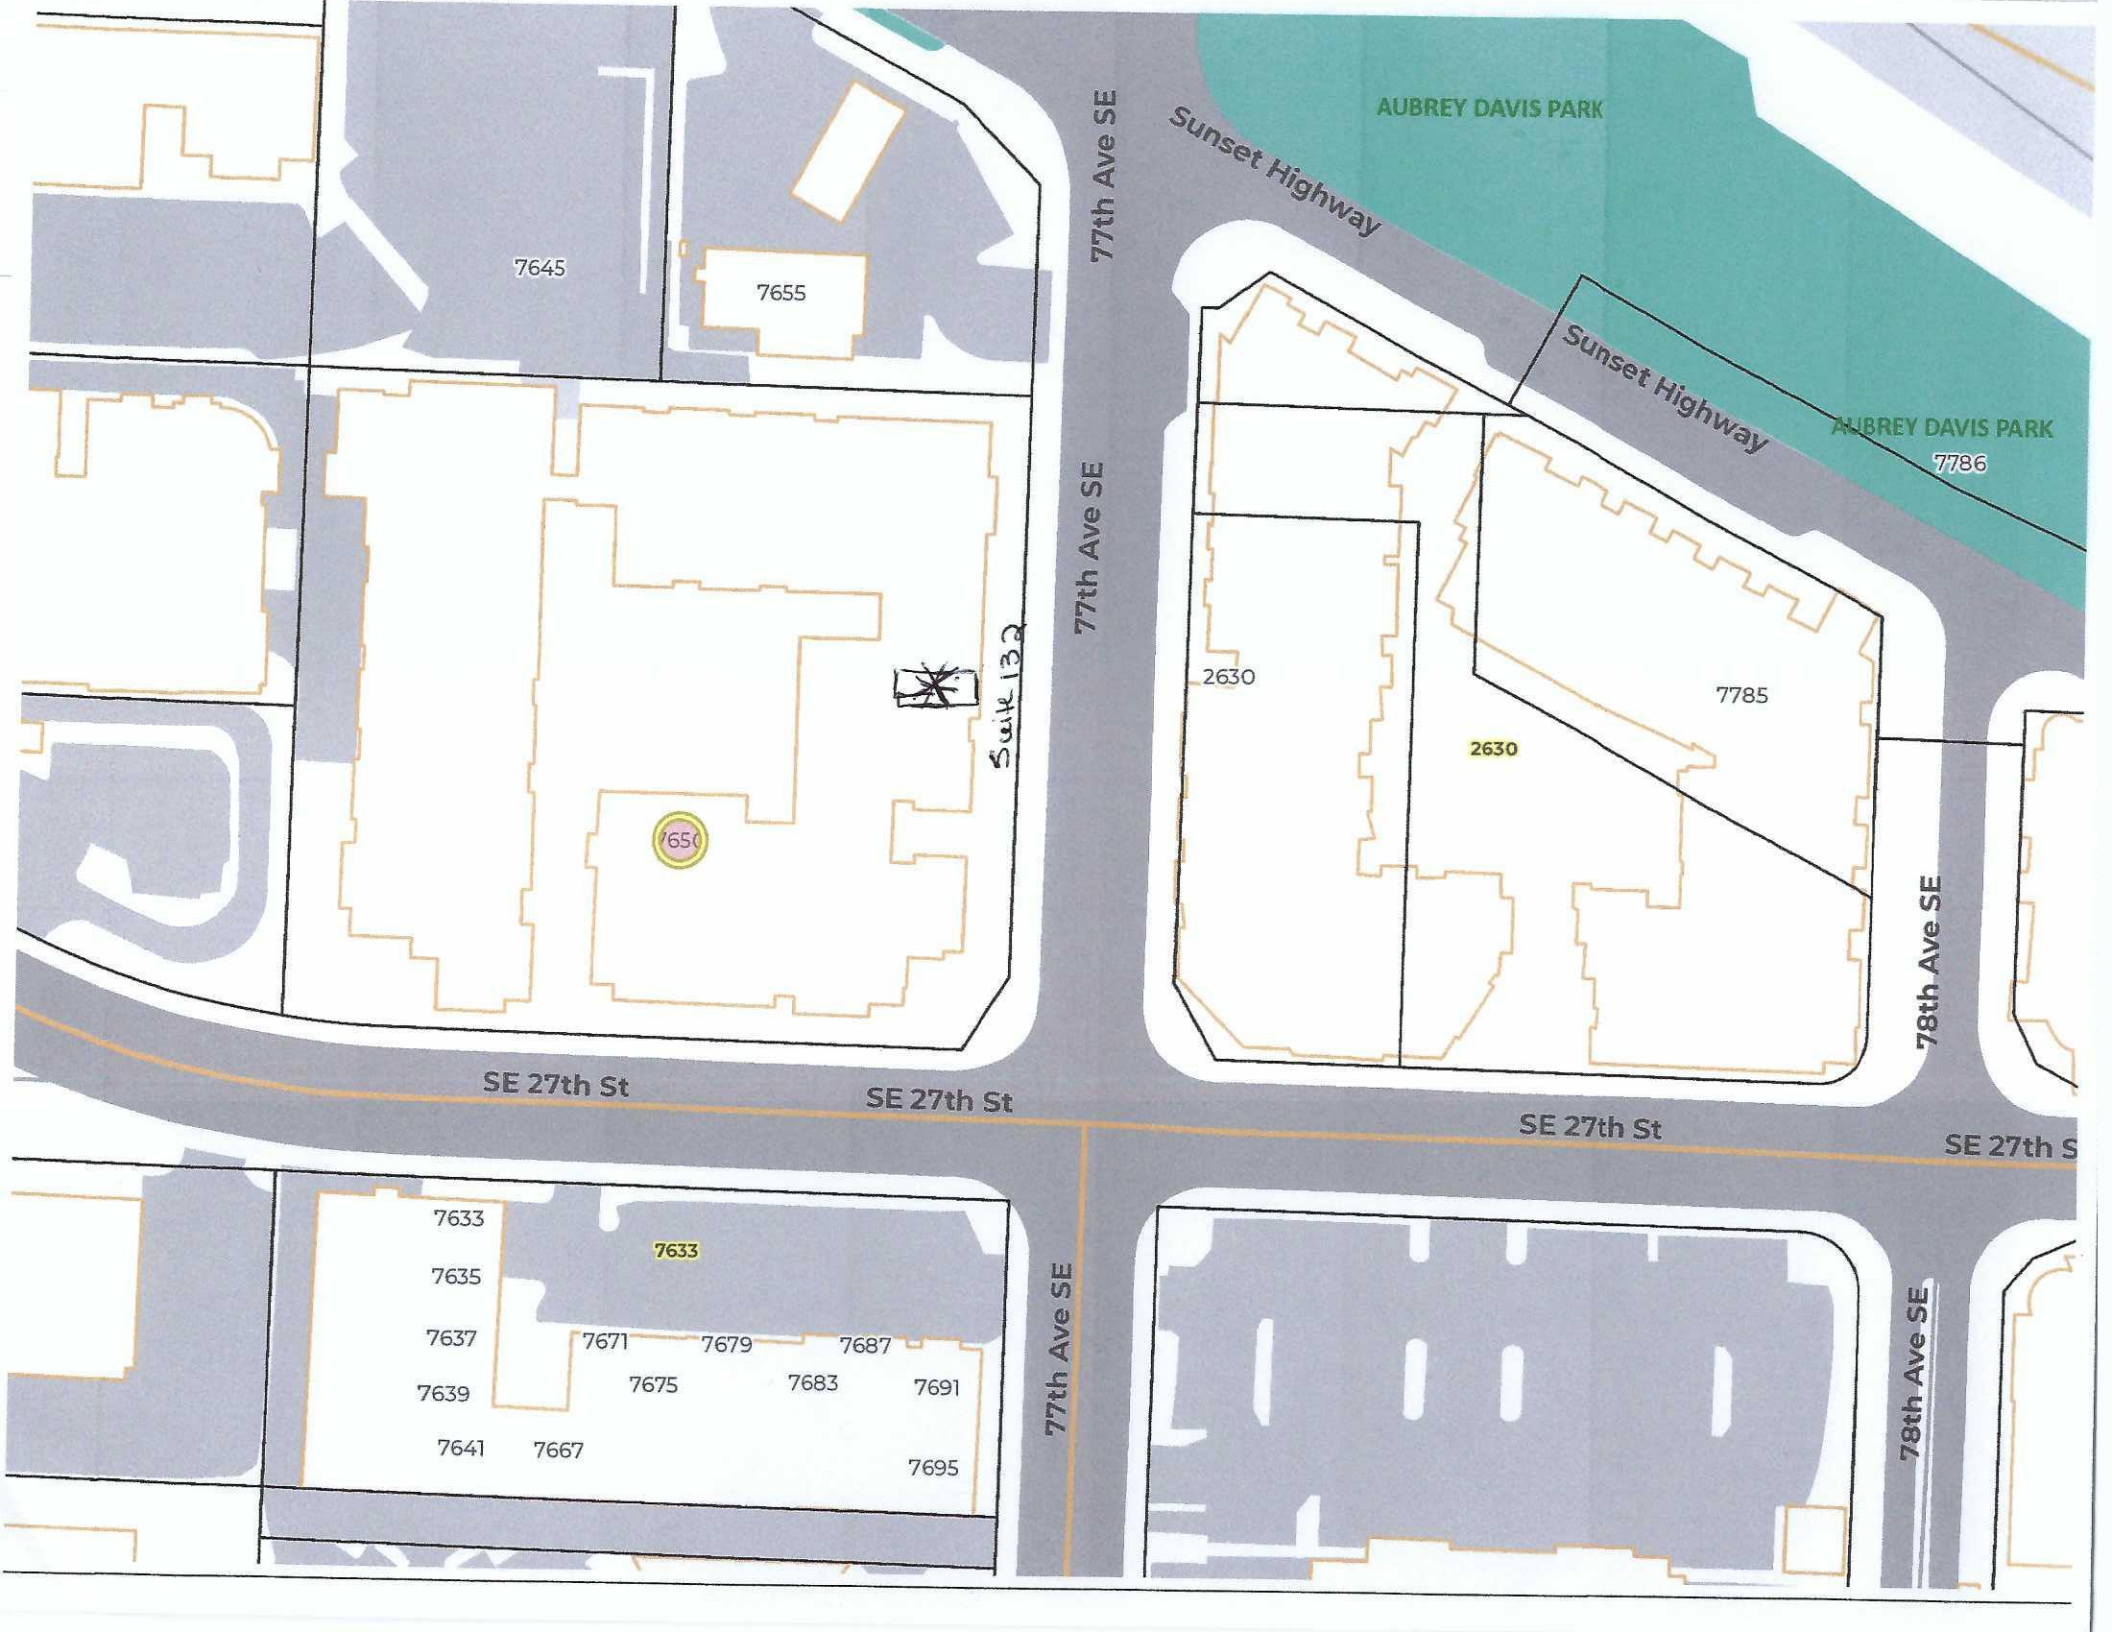 AUBREY DAVIS PARK
77th Ave SE
Sunset Highway
7645
7655
Sunset Highway
AUBREY DAVIS PARK
7786
77th Ave SE
Suite 132
2630
7785
2630
78th Ave SE
SE 27th St
SE 27th St
SE 27th St
SE 27th S
7633
7633
7635
7637
7671
7679
7687
7639
7675
7683
7691
7641
7667
7695
77th Ave SE
78th Ave SE